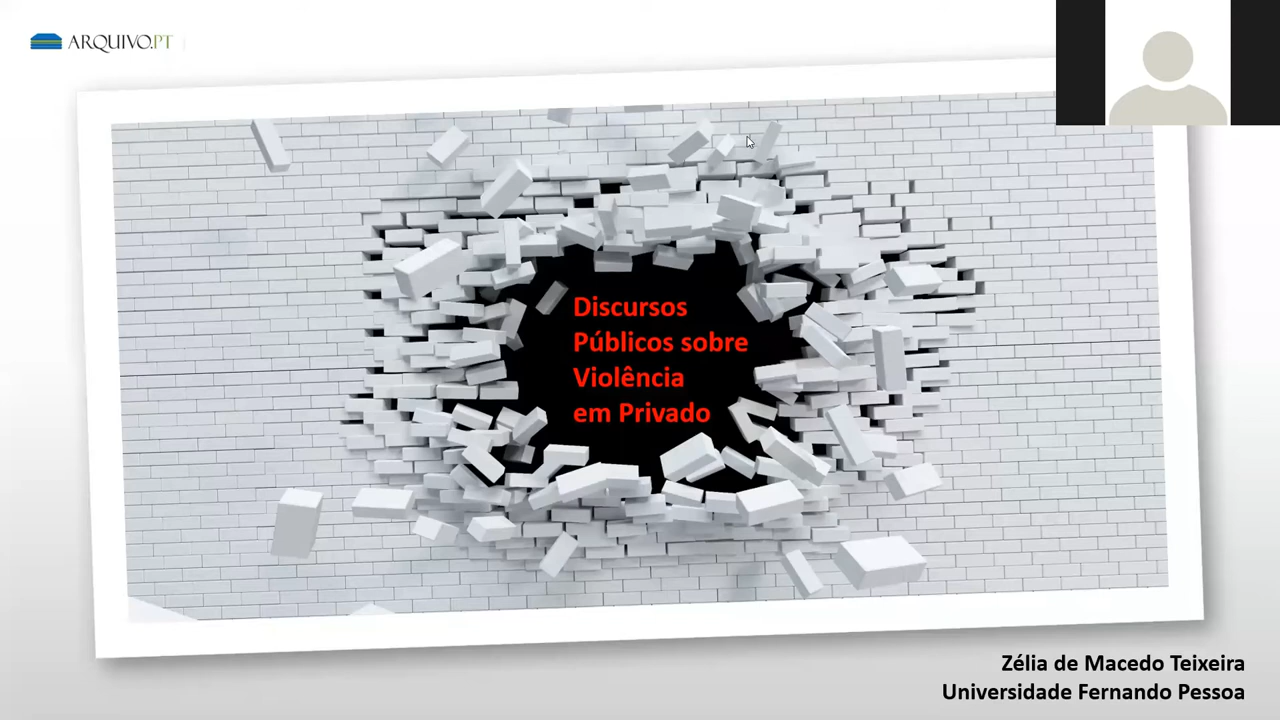 ARQUIVO.PT
Discursos
Públicos sobre
Violência
em Privado
Zélia de Macedo Teixeira
Universidade Fernando Pessoa